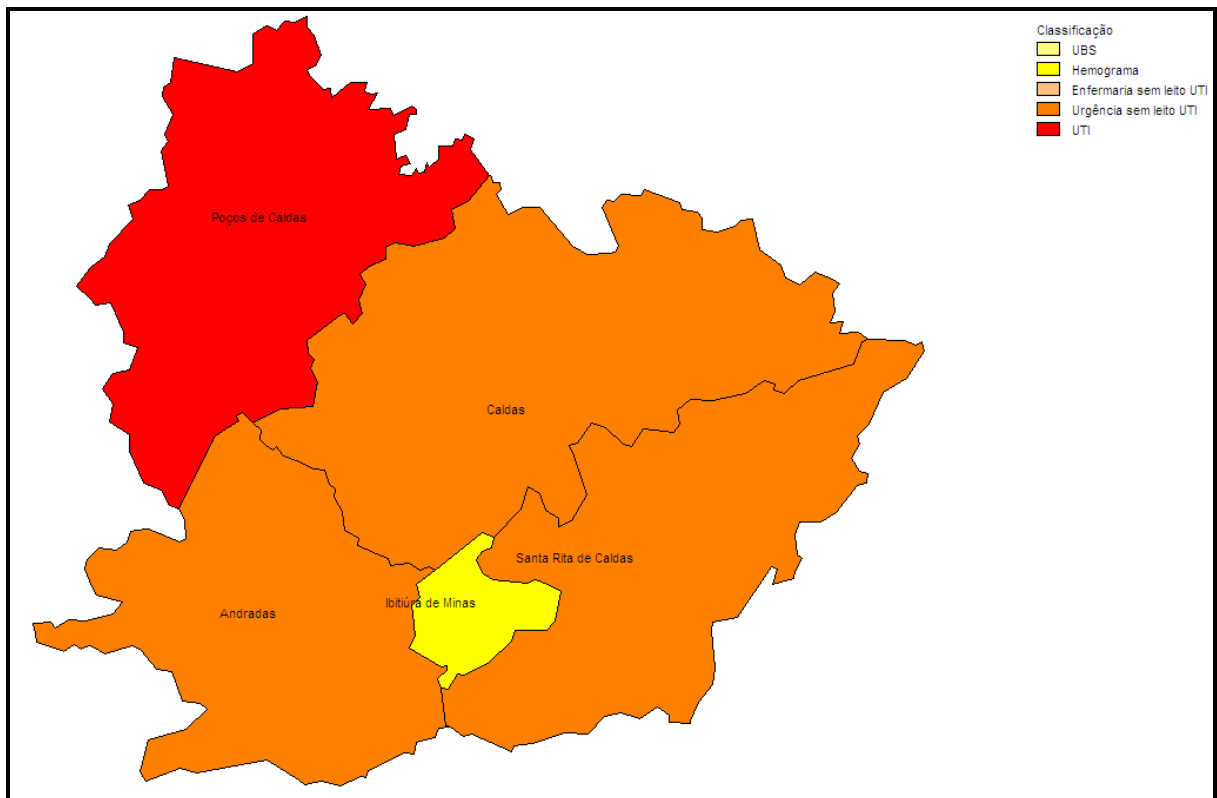 Classificação
UBS
Hemograma
Enfermaria sem leito UTI
Urgência sem leito UTI
UTI
Poços de Caldas
Caldas
Santa Rita de Caldas
Ibitiúra de Minas
Andradas